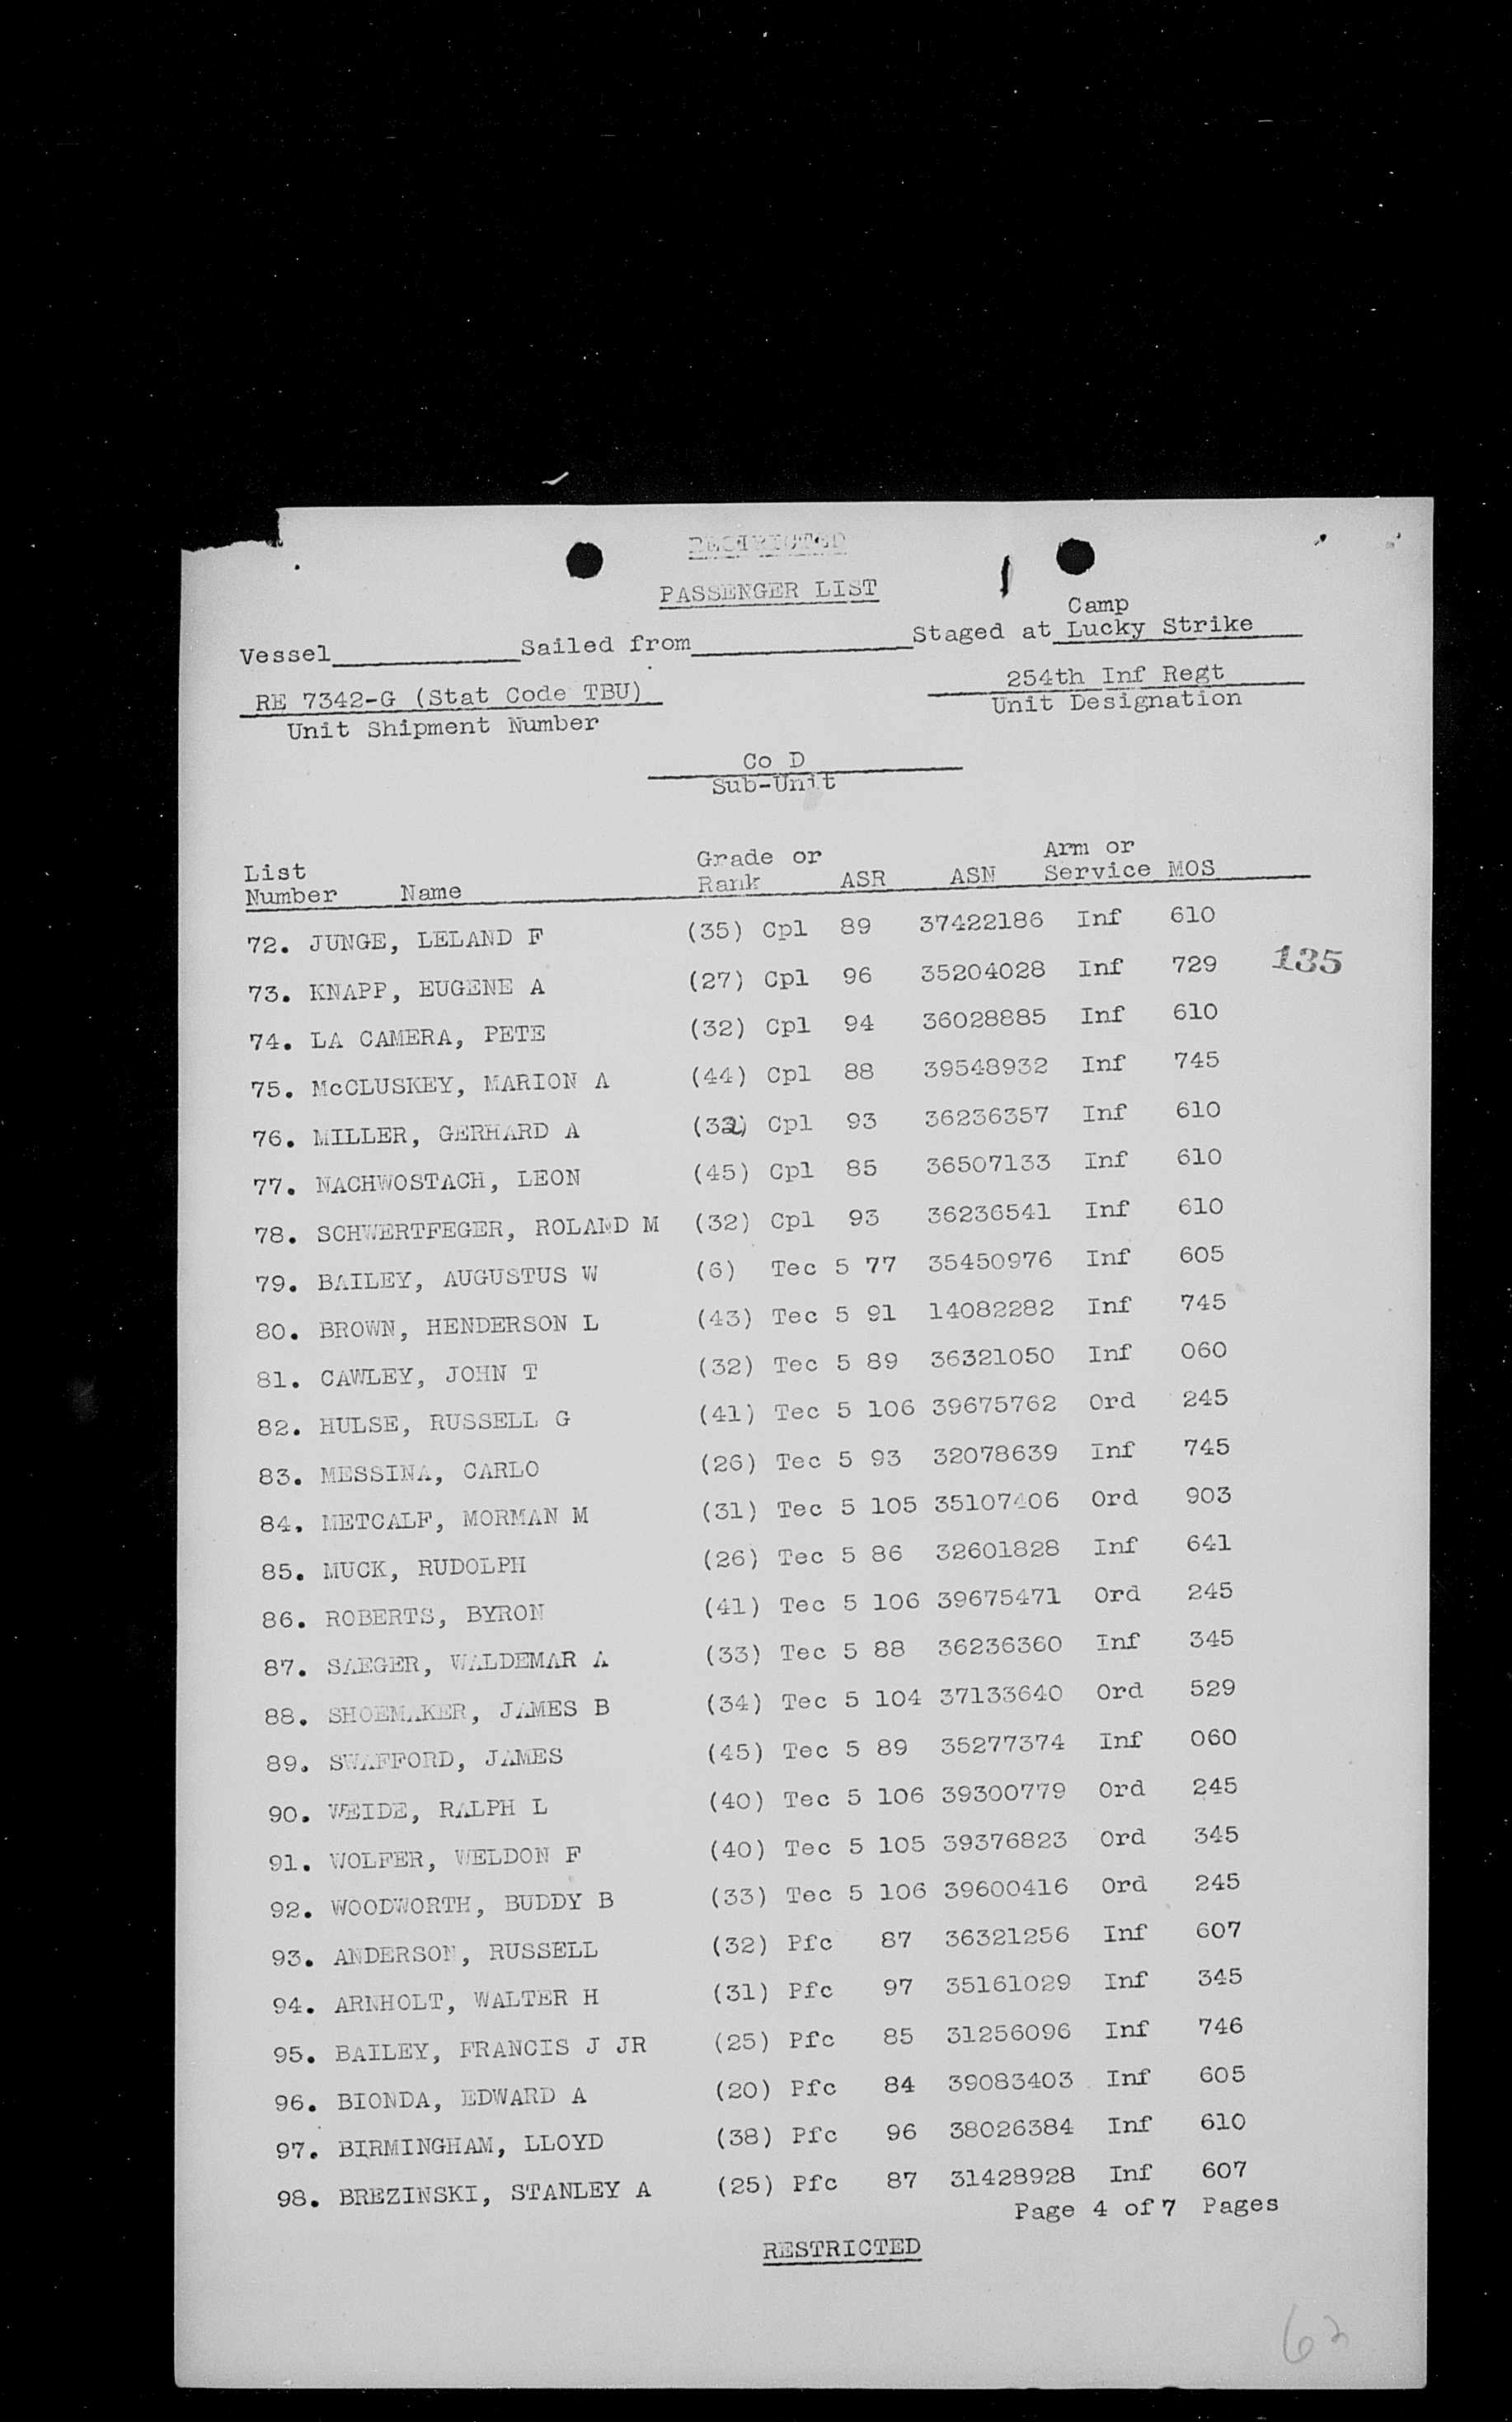 RESTRICTED
PASSENGER LIST
Camp
Vessel____________Sailed from______________Staged at Lucky Strike
RE 7342-G (Stat Code TBU)
254th Inf Regt
Unit Shipment Number
Unit Designation
Co D
Sub-Unit
List Grade or Arm or
Number Name Rank ASR ASN Service MOS
72. JUNGE, LELAND F (35) Cpl 89 37422186 Inf 610
135
73. KNAPP, EUGENE A (27) Cpl 96 35204028 Inf 729
74. LA CAMERA, PETE (32) Cpl 94 36028885 Inf 610
75. McCLUSKEY, MARION A (44) Cpl 88 39548932 Inf 745
76. MILLER, GERHARD A (32) Cpl 93 36236357 Inf 610
77. NACHWOSTACH, LEON (45) Cpl 85 36507133 Inf 610
78. SCHWERTFEGER, ROLAND M (32) Cpl 93 36236541 Inf 610
79. BAILEY, AUGUSTUS W (6) Tec 5 77 35450976 Inf 605
80. BROWN, HENDERSON L (43) Tec 5 91 14082282 Inf 745
81. CAWLEY, JOHN T (32) Tec 5 89 36321050 Inf 060
82. HULSE, RUSSELL G (41) Tec 5 106 39675762 Ord 245
83. MESSINA, CARLO (26) Tec 5 93 32078639 Inf 745
84. METCALF, MORMAN M (31) Tec 5 105 35107406 Ord 903
85. MUCK, RUDOLPH (26) Tec 5 86 32601828 Inf 641
86. ROBERTS, BYRON (41) Tec 5 106 39675471 Ord 245
87. SAEGER, WALDEMAR A (33) Tec 5 88 36236360 Inf 345
88. SHOEMAKER, JAMES B (34) Tec 5 104 37133640 Ord 529
89. SWAFFORD, JAMES (45) Tec 5 89 35277374 Inf 060
90. WEIDE, RALPH L (40) Tec 5 106 39300779 Ord 245
91. WOLFER, WELDON F (40) Tec 5 105 39376823 Ord 345
92. WOODWORTH, BUDDY B (33) Tec 5 106 39600416 Ord 245
93. ANDERSON, RUSSELL (32) Pfc 87 36321256 Inf 607
94. ARNHOLT, WALTER H (31) Pfc 97 35161029 Inf 345
95. BAILEY, FRANCIS J JR (25) Pfc 85 31256096 Inf 746
96. BIONDA, EDWARD A (20) Pfc 84 39083403 Inf 605
97. BIRMINGHAM, LLOYD (38) Pfc 96 38026384 Inf 610
98. BREZINSKI, STANLEY A (25) Pfc 87 31428928 Inf 607
Page 4 of 7 Pages
RESTRICTED
62